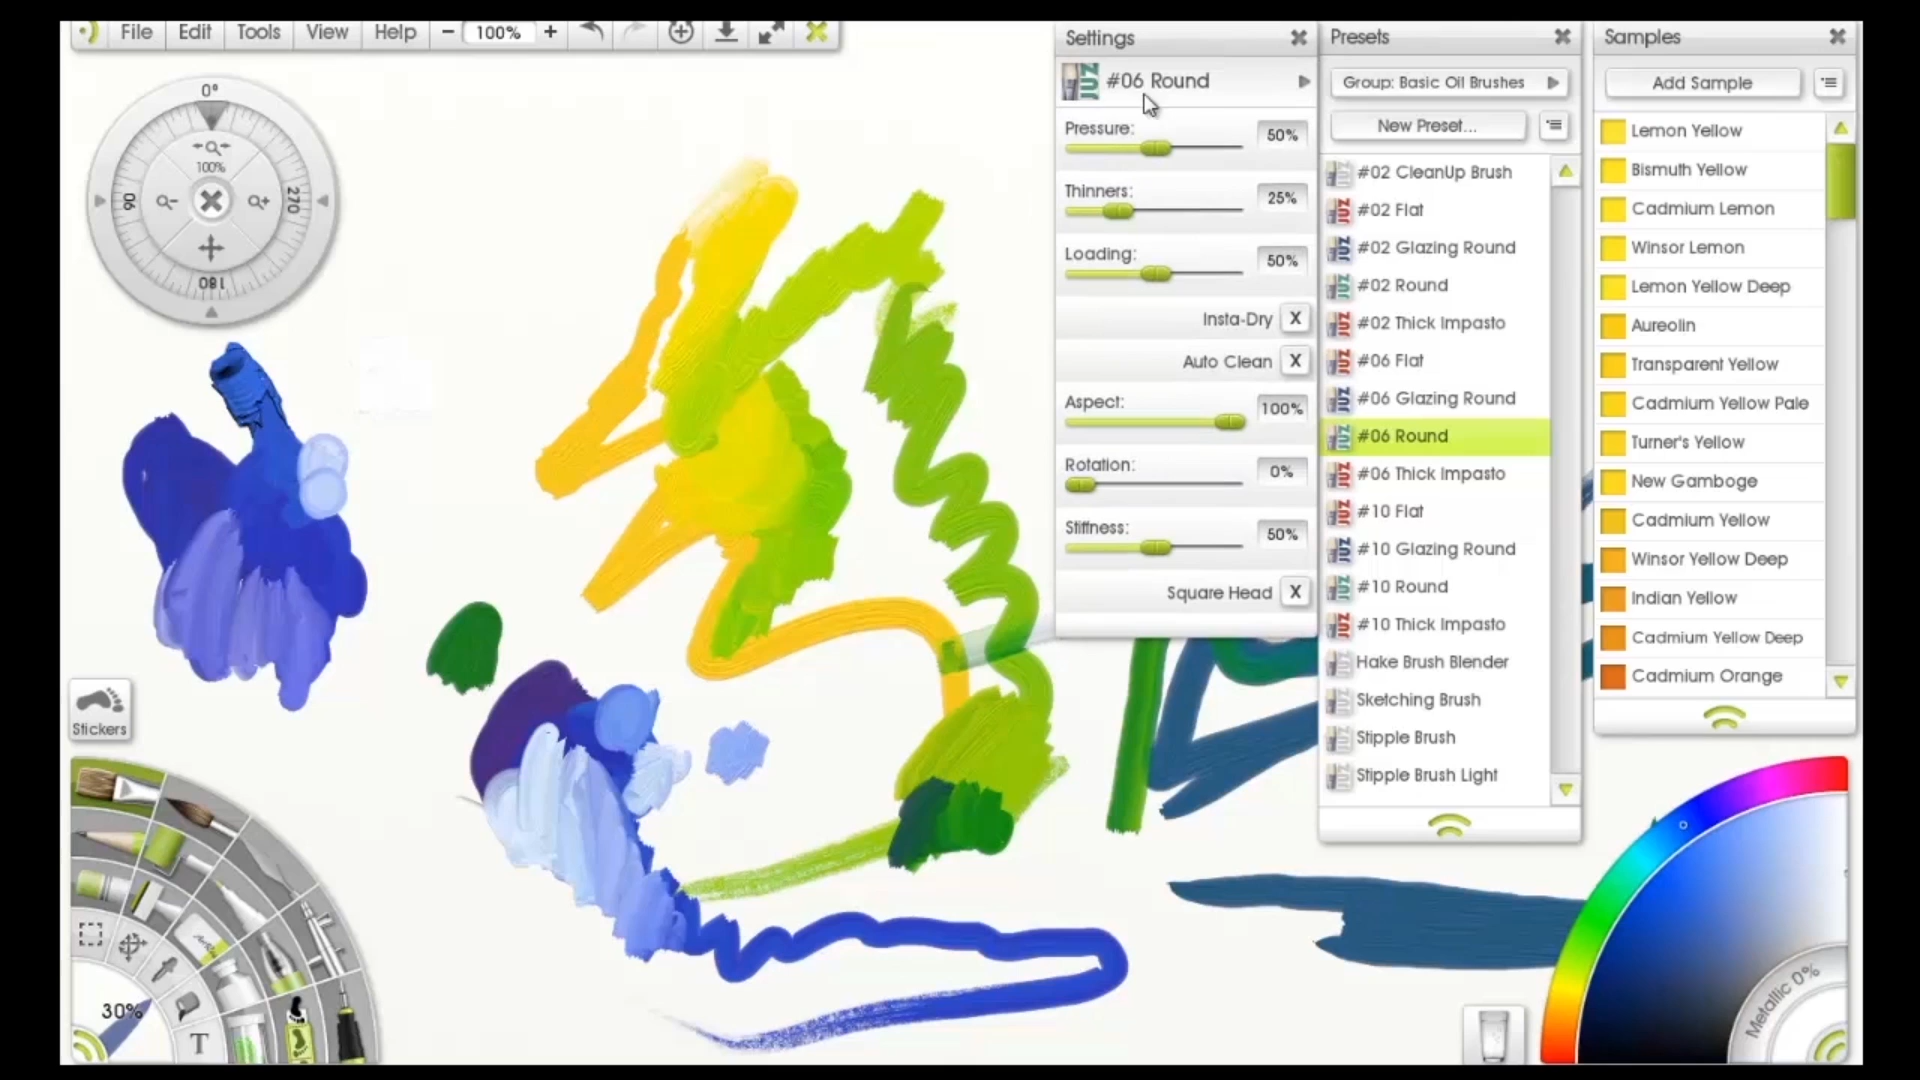 File Edit Tools View Help − 100% +
Settings
#06 Round
Pressure: 50%
Thinners: 25%
Loading: 50%
Insta-Dry X
Auto Clean X
Aspect: 100%
Rotation: 0%
Stiffness: 50%
Square Head X
Presets
Group: Basic Oil Brushes
New Preset...
#02 CleanUp Brush
#02 Flat
#02 Glazing Round
#02 Round
#02 Thick Impasto
#06 Flat
#06 Glazing Round
#06 Round
#06 Thick Impasto
#10 Flat
#10 Glazing Round
#10 Round
#10 Thick Impasto
Hake Brush Blender
Sketching Brush
Stipple Brush
Stipple Brush Light
Samples
Add Sample
Lemon Yellow
Bismuth Yellow
Cadmium Lemon
Winsor Lemon
Lemon Yellow Deep
Aureolin
Transparent Yellow
Cadmium Yellow Pale
Turner's Yellow
New Gamboge
Cadmium Yellow
Winsor Yellow Deep
Indian Yellow
Cadmium Yellow Deep
Cadmium Orange
0°
100%
90
270
180
Stickers
30%
T
Metallic 0%